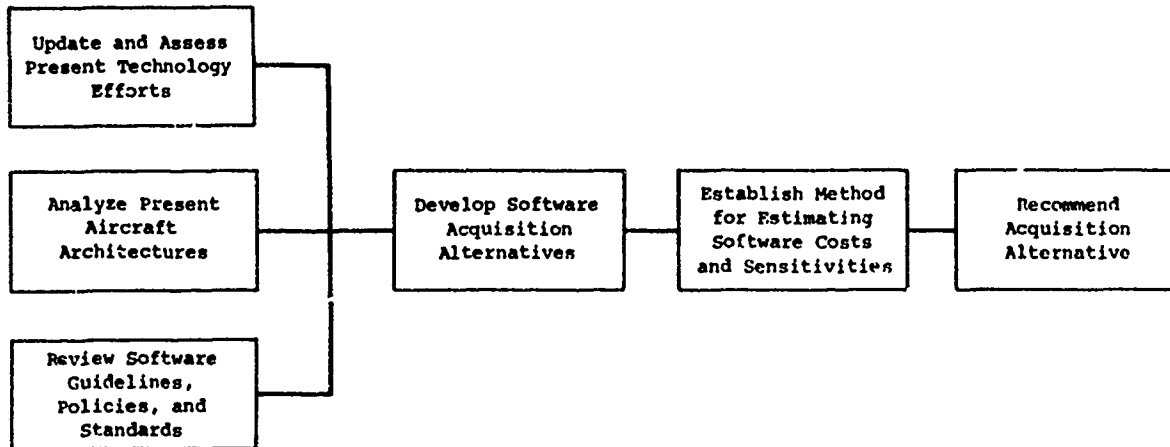 Update and Assess
Present Technology
Efforts
Analyze Present
Aircraft
Architectures
Review Software
Guidelines,
Policies, and
Standards
Develop Software
Acquisition
Alternatives
Establish Method
for Estimating
Software Costs
and Sensitivities
Recommend
Acquisition
Alternative